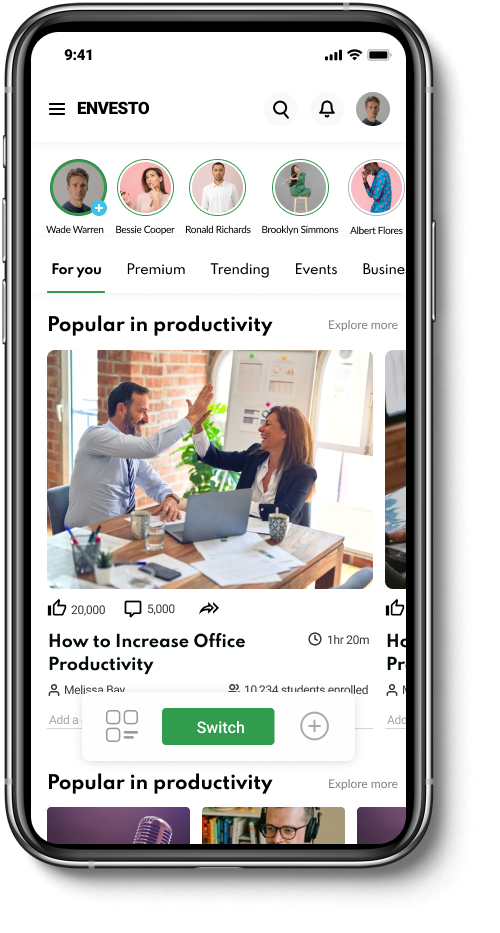 9:41
ENVESTO
Wade Warren Bessie Cooper Ronald Richards Brooklyn Simmons Albert Flores
For you Premium Trending Events Busine
Popular in productivity Explore more
20,000 5,000
How to Increase Office 1hr 20m Ho
Productivity Pr
Melissa Bay 10,234 students enrolled M
Add a Add
Switch
Popular in productivity Explore more